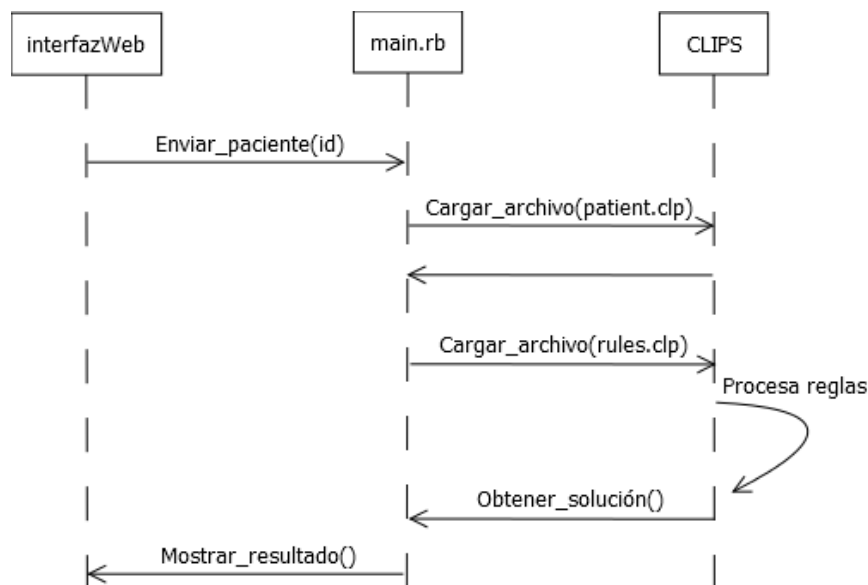 interfazWeb
main.rb
CLIPS
Enviar_paciente(id)
Cargar_archivo(patient.clp)
Cargar_archivo(rules.clp)
Procesa reglas
Obtener_solución()
Mostrar_resultado()